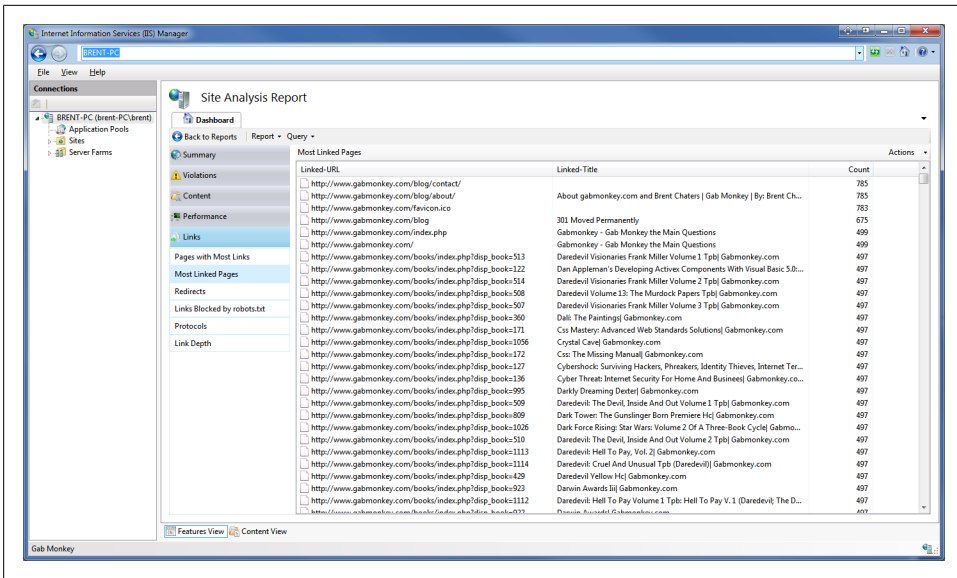 Internet Information Services (IIS) Manager
BRENT-PC
File View Help
Connections
BRENT-PC (brent-PC\brent)
Application Pools
Sites
Server Farms
Site Analysis Report
Dashboard
Back to Reports Report Query
Summary
Violations
Content
Performance
Links
Pages with Most Links
Most Linked Pages
Redirects
Links Blocked by robots.txt
Protocols
Link Depth
Most Linked Pages Actions
Linked-URL Linked-Title Count
http://www.gabmonkey.com/blog/contact/ 785
http://www.gabmonkey.com/blog/about/ About gabmonkey.com and Brent Chaters | Gab Monkey | By: Brent Ch... 785
http://www.gabmonkey.com/favicon.ico 783
http://www.gabmonkey.com/blog 301 Moved Permanently 675
http://www.gabmonkey.com/index.php Gabmonkey - Gab Monkey the Main Questions 499
http://www.gabmonkey.com/ Gabmonkey - Gab Monkey the Main Questions 499
http://www.gabmonkey.com/books/index.php?disp_book=513 Daredevil Visionaries Frank Miller Volume 1 Tpb| Gabmonkey.com 497
http://www.gabmonkey.com/books/index.php?disp_book=122 Dan Appleman's Developing Activex Components With Visual Basic 5.0:... 497
http://www.gabmonkey.com/books/index.php?disp_book=514 Daredevil Visionaries Frank Miller Volume 2 Tpb| Gabmonkey.com 497
http://www.gabmonkey.com/books/index.php?disp_book=508 Daredevil Volume 13: The Murdock Papers Tpb| Gabmonkey.com 497
http://www.gabmonkey.com/books/index.php?disp_book=507 Daredevil Visionaries Frank Miller Volume 3 Tpb| Gabmonkey.com 497
http://www.gabmonkey.com/books/index.php?disp_book=360 Dali: The Paintings| Gabmonkey.com 497
http://www.gabmonkey.com/books/index.php?disp_book=171 Css Mastery: Advanced Web Standards Solutions| Gabmonkey.com 497
http://www.gabmonkey.com/books/index.php?disp_book=1056 Crystal Cave| Gabmonkey.com 497
http://www.gabmonkey.com/books/index.php?disp_book=172 Css: The Missing Manual| Gabmonkey.com 497
http://www.gabmonkey.com/books/index.php?disp_book=127 Cybershock: Surviving Hackers, Phreakers, Identity Thieves, Internet Ter... 497
http://www.gabmonkey.com/books/index.php?disp_book=136 Cyber Threat: Internet Security For Home And Businees| Gabmonkey.co... 497
http://www.gabmonkey.com/books/index.php?disp_book=995 Darkly Dreaming Dexter| Gabmonkey.com 497
http://www.gabmonkey.com/books/index.php?disp_book=509 Daredevil: The Devil, Inside And Out Volume 1 Tpb| Gabmonkey.com 497
http://www.gabmonkey.com/books/index.php?disp_book=809 Dark Tower: The Gunslinger Born Premiere Hc| Gabmonkey.com 497
http://www.gabmonkey.com/books/index.php?disp_book=1026 Dark Force Rising: Star Wars: Volume 2 Of A Three-Book Cycle| Gabmo... 497
http://www.gabmonkey.com/books/index.php?disp_book=510 Daredevil: The Devil, Inside And Out Volume 2 Tpb| Gabmonkey.com 497
http://www.gabmonkey.com/books/index.php?disp_book=1113 Daredevil: Hell To Pay, Vol. 2| Gabmonkey.com 497
http://www.gabmonkey.com/books/index.php?disp_book=1114 Daredevil: Cruel And Unusual Tpb (Daredevil)| Gabmonkey.com 497
http://www.gabmonkey.com/books/index.php?disp_book=429 Daredevil Yellow Hc| Gabmonkey.com 497
http://www.gabmonkey.com/books/index.php?disp_book=923 Darwin Awards Iii| Gabmonkey.com 497
http://www.gabmonkey.com/books/index.php?disp_book=1112 Daredevil: Hell To Pay Volume 1 Tpb: Hell To Pay V. 1 (Daredevil; The D... 497
http://www.gabmonkey.com/books/index.php?disp_book=922 Darwin Awards| Gabmonkey.com 497
Features View Content View
Gab Monkey